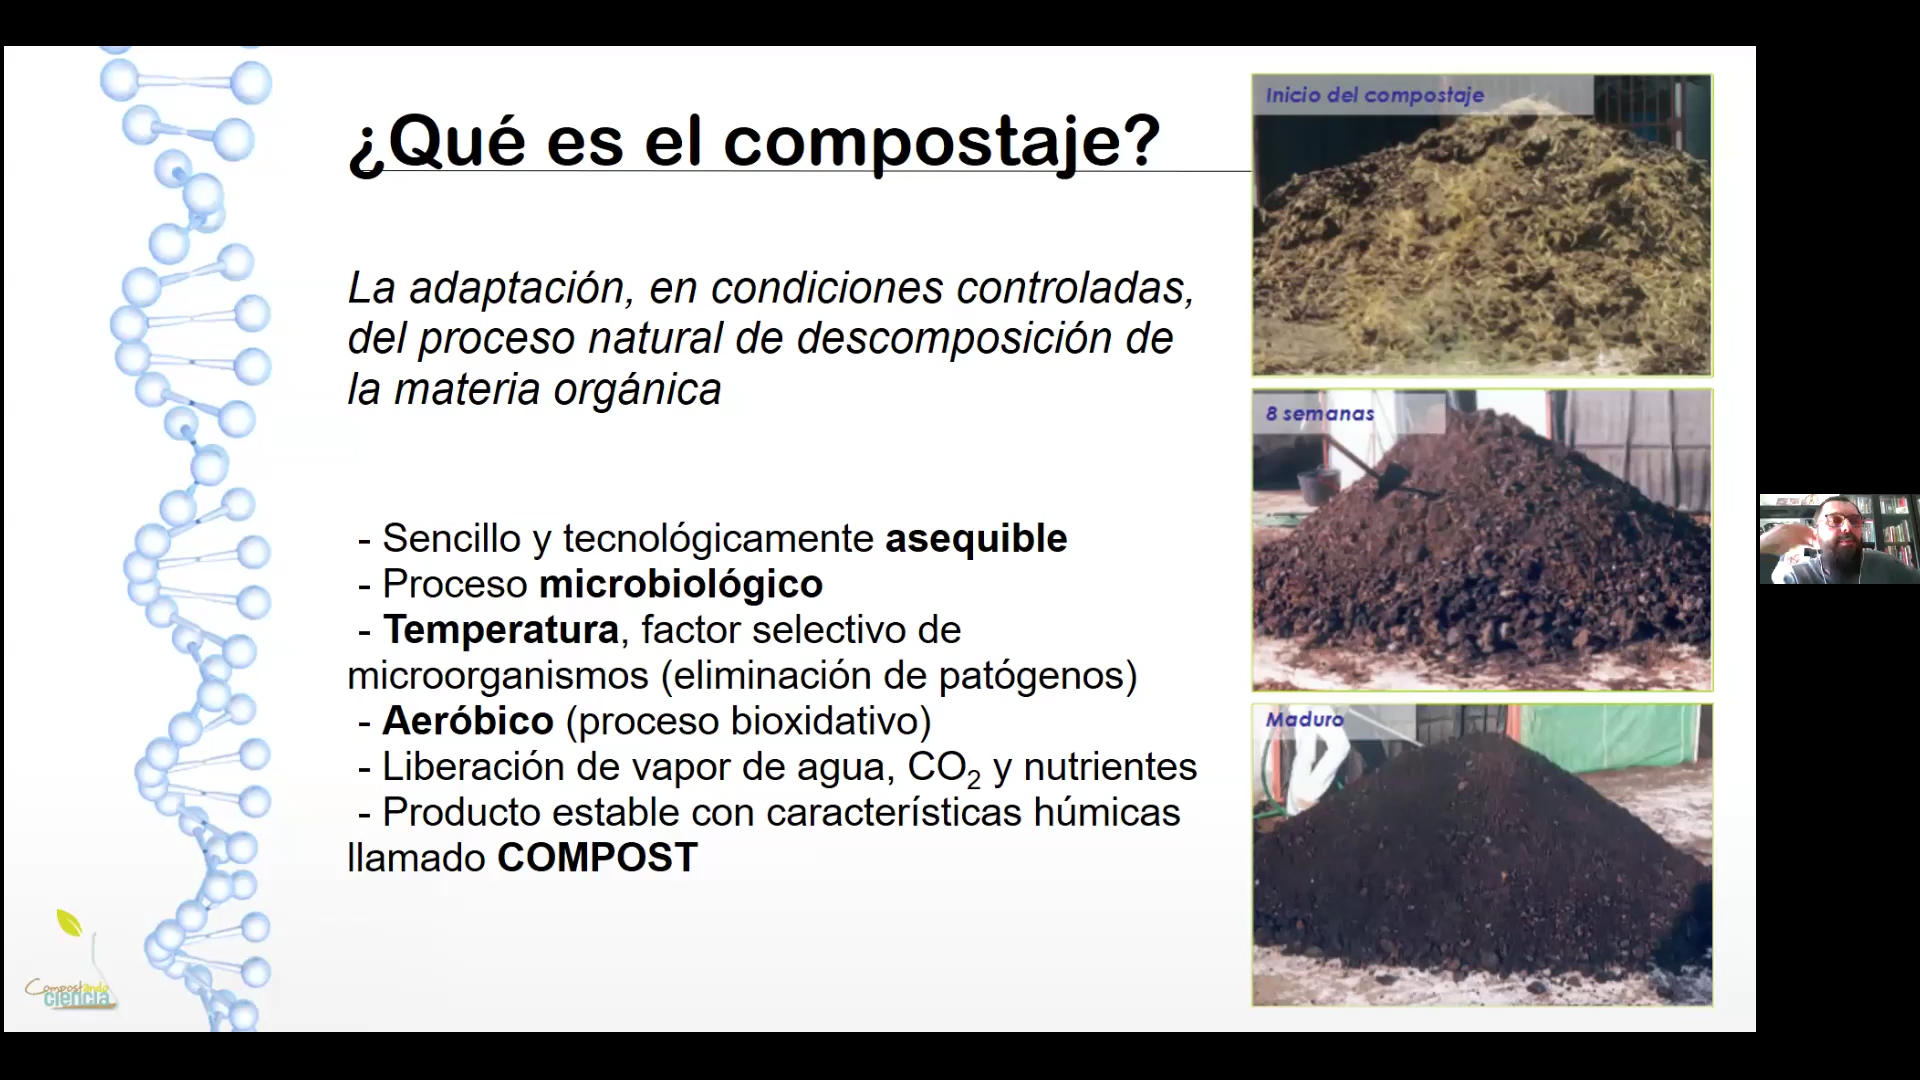 ¿Qué es el compostaje?
La adaptación, en condiciones controladas,
del proceso natural de descomposición de
la materia orgánica
- Sencillo y tecnológicamente asequible
- Proceso microbiológico
- Temperatura, factor selectivo de
microorganismos (eliminación de patógenos)
- Aeróbico (proceso bioxidativo)
- Liberación de vapor de agua, CO₂ y nutrientes
- Producto estable con características húmicas
llamado COMPOST
Inicio del compostaje
8 semanas
Maduro
Compostando
ciencia